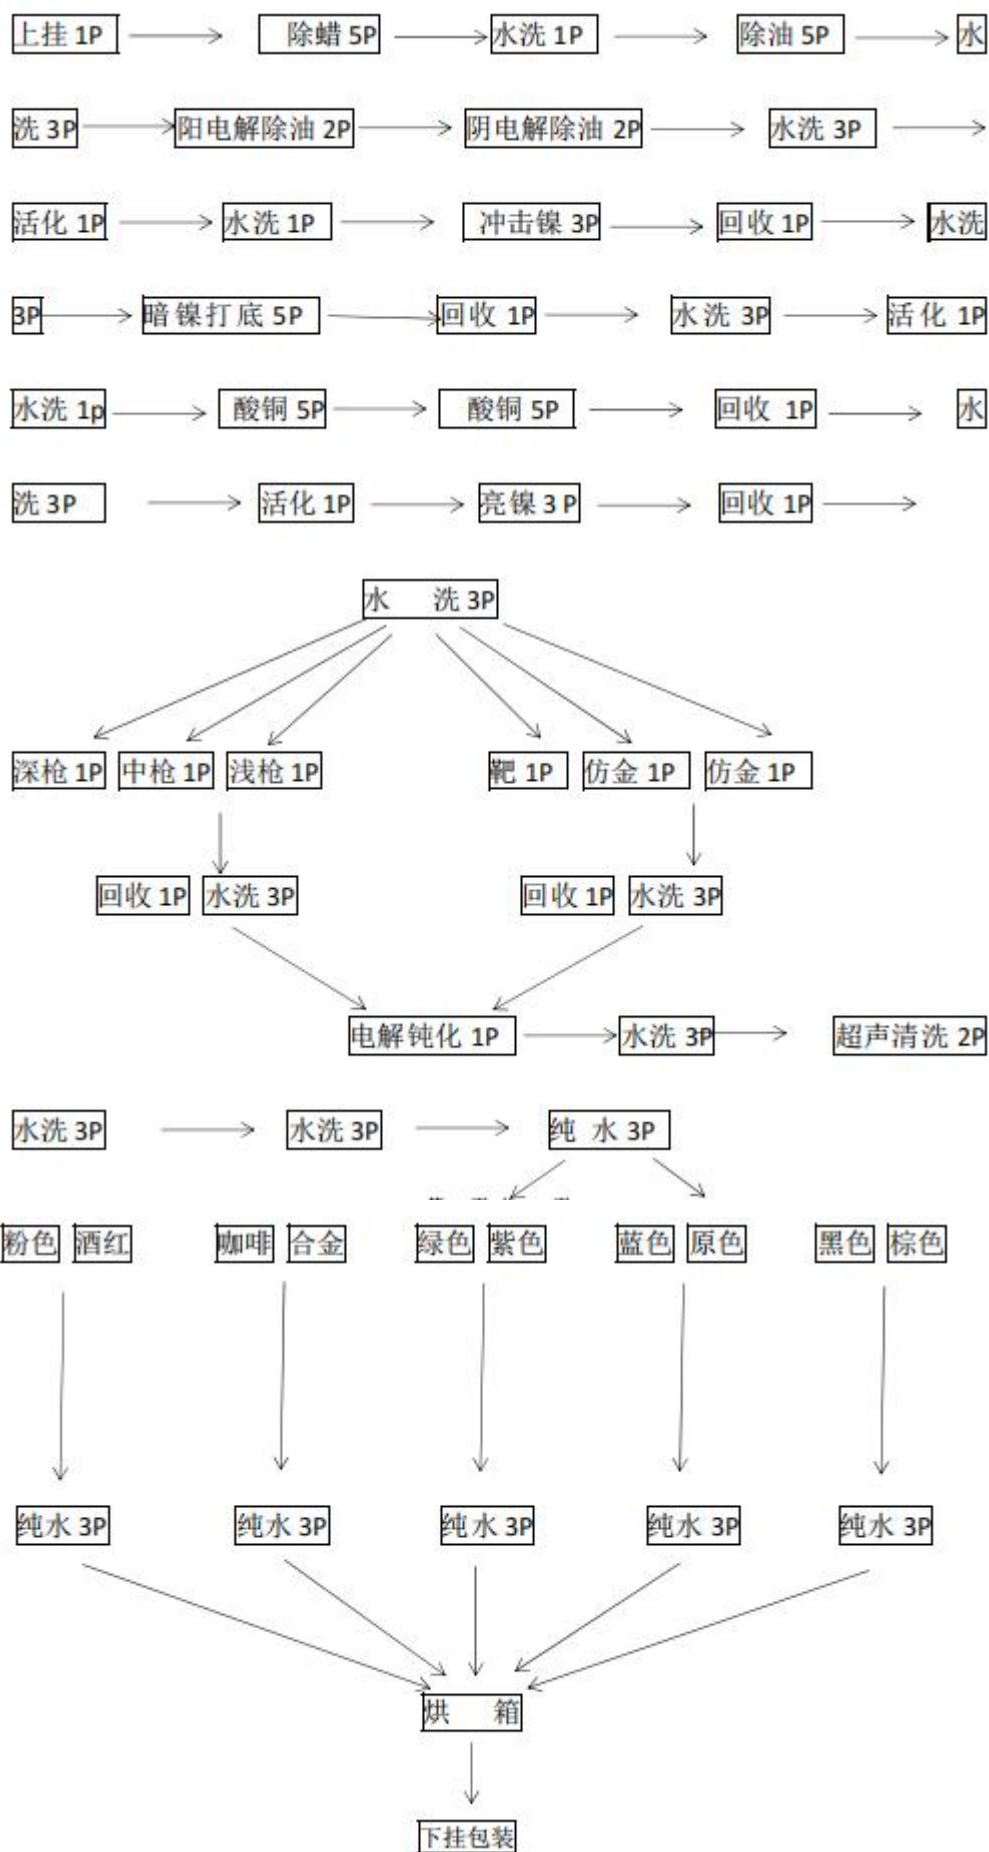 上挂 1P 除蜡 5P 水洗 1P 除油 5P 水
洗 3P 阳电解除油 2P 阴电解除油 2P 水洗 3P
活化 1P 水洗 1P 冲击镍 3P 回收 1P 水洗
3P 暗镍打底 5P 回收 1P 水洗 3P 活化 1P
水洗 1p 酸铜 5P 酸铜 5P 回收 1P 水
洗 3P 活化 1P 亮镍 3 P 回收 1P
水 洗 3P
深枪 1P 中枪 1P 浅枪 1P 靶 1P 仿金 1P 仿金 1P
回收 1P 水洗 3P 回收 1P 水洗 3P
电解钝化 1P 水洗 3P 超声清洗 2P
水洗 3P 水洗 3P 纯 水 3P
粉色 酒红 咖啡 合金 绿色 紫色 蓝色 原色 黑色 棕色
纯水 3P 纯水 3P 纯水 3P 纯水 3P 纯水 3P
烘 箱
下挂包装